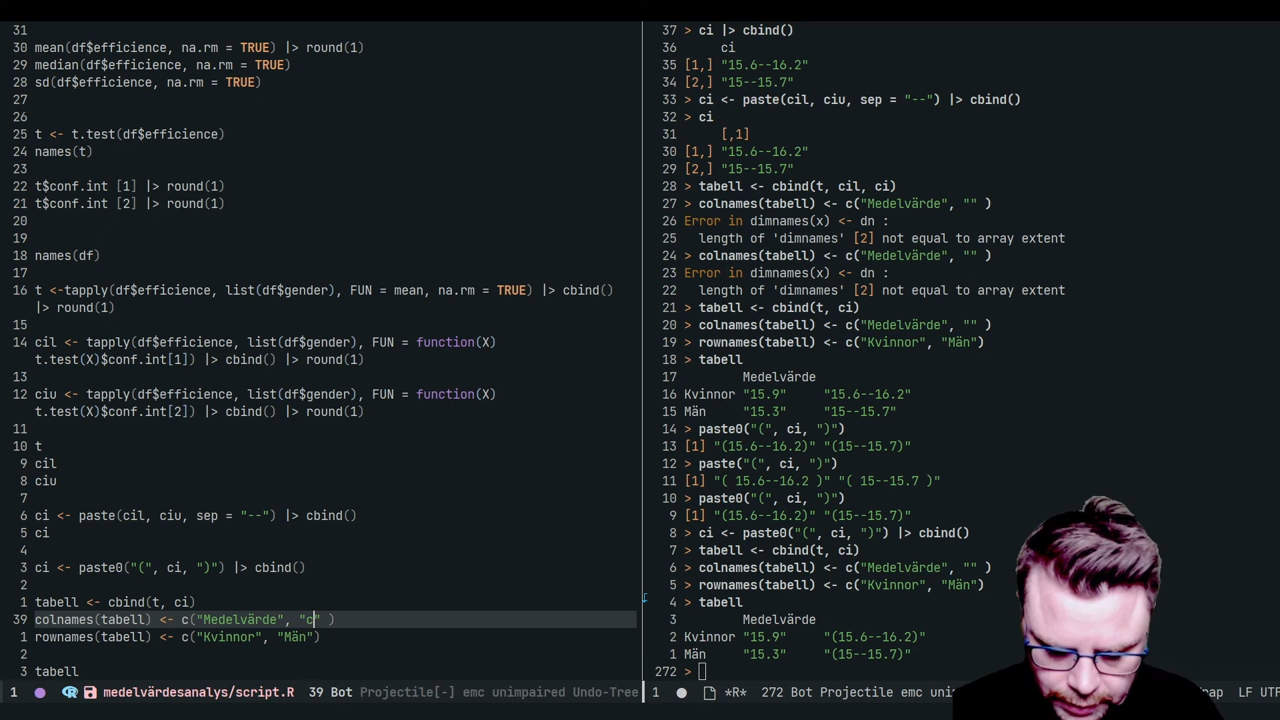 31
30 mean(df$efficience, na.rm = TRUE) |> round(1)
29 median(df$efficience, na.rm = TRUE)
28 sd(df$efficience, na.rm = TRUE)
27
26
25 t <- t.test(df$efficience)
24 names(t)
23
22 t$conf.int [1] |> round(1)
21 t$conf.int [2] |> round(1)
20
19
18 names(df)
17
16 t <-tapply(df$efficience, list(df$gender), FUN = mean, na.rm = TRUE) |> cbind()
|> round(1)
15
14 cil <- tapply(df$efficience, list(df$gender), FUN = function(X)
t.test(X)$conf.int[1]) |> cbind() |> round(1)
13
12 ciu <- tapply(df$efficience, list(df$gender), FUN = function(X)
t.test(X)$conf.int[2]) |> cbind() |> round(1)
11
10 t
9 cil
8 ciu
7
6 ci <- paste(cil, ciu, sep = "--") |> cbind()
5 ci
4
3 ci <- paste0("(", ci, ")") |> cbind()
2
1 tabell <- cbind(t, ci)
39 colnames(tabell) <- c("Medelvärde", "c" )
1 rownames(tabell) <- c("Kvinnor", "Män")
2
3 tabell
1 medelvärdesanalys/script.R 39 Bot Projectile[-] emc unimpaired Undo-Tree
37 > ci |> cbind()
36 ci
35 [1,] "15.6--16.2"
34 [2,] "15--15.7"
33 > ci <- paste(cil, ciu, sep = "--") |> cbind()
32 > ci
31 [,1]
30 [1,] "15.6--16.2"
29 [2,] "15--15.7"
28 > tabell <- cbind(t, cil, ci)
27 > colnames(tabell) <- c("Medelvärde", "" )
26 Error in dimnames(x) <- dn :
25 length of 'dimnames' [2] not equal to array extent
24 > colnames(tabell) <- c("Medelvärde", "" )
23 Error in dimnames(x) <- dn :
22 length of 'dimnames' [2] not equal to array extent
21 > tabell <- cbind(t, ci)
20 > colnames(tabell) <- c("Medelvärde", "" )
19 > rownames(tabell) <- c("Kvinnor", "Män")
18 > tabell
17 Medelvärde
16 Kvinnor "15.9" "15.6--16.2"
15 Män "15.3" "15--15.7"
14 > paste0("(", ci, ")")
13 [1] "(15.6--16.2)" "(15--15.7)"
12 > paste("(", ci, ")")
11 [1] "( 15.6--16.2 )" "( 15--15.7 )"
10 > paste0("(", ci, ")")
9 [1] "(15.6--16.2)" "(15--15.7)"
8 > ci <- paste0("(", ci, ")") |> cbind()
7 > tabell <- cbind(t, ci)
6 > colnames(tabell) <- c("Medelvärde", "" )
5 > rownames(tabell) <- c("Kvinnor", "Män")
4 > tabell
3 Medelvärde
2 Kvinnor "15.9" "(15.6--16.2)"
1 Män "15.3" "(15--15.7)"
272 >
1 *R* 272 Bot Projectile emc LF